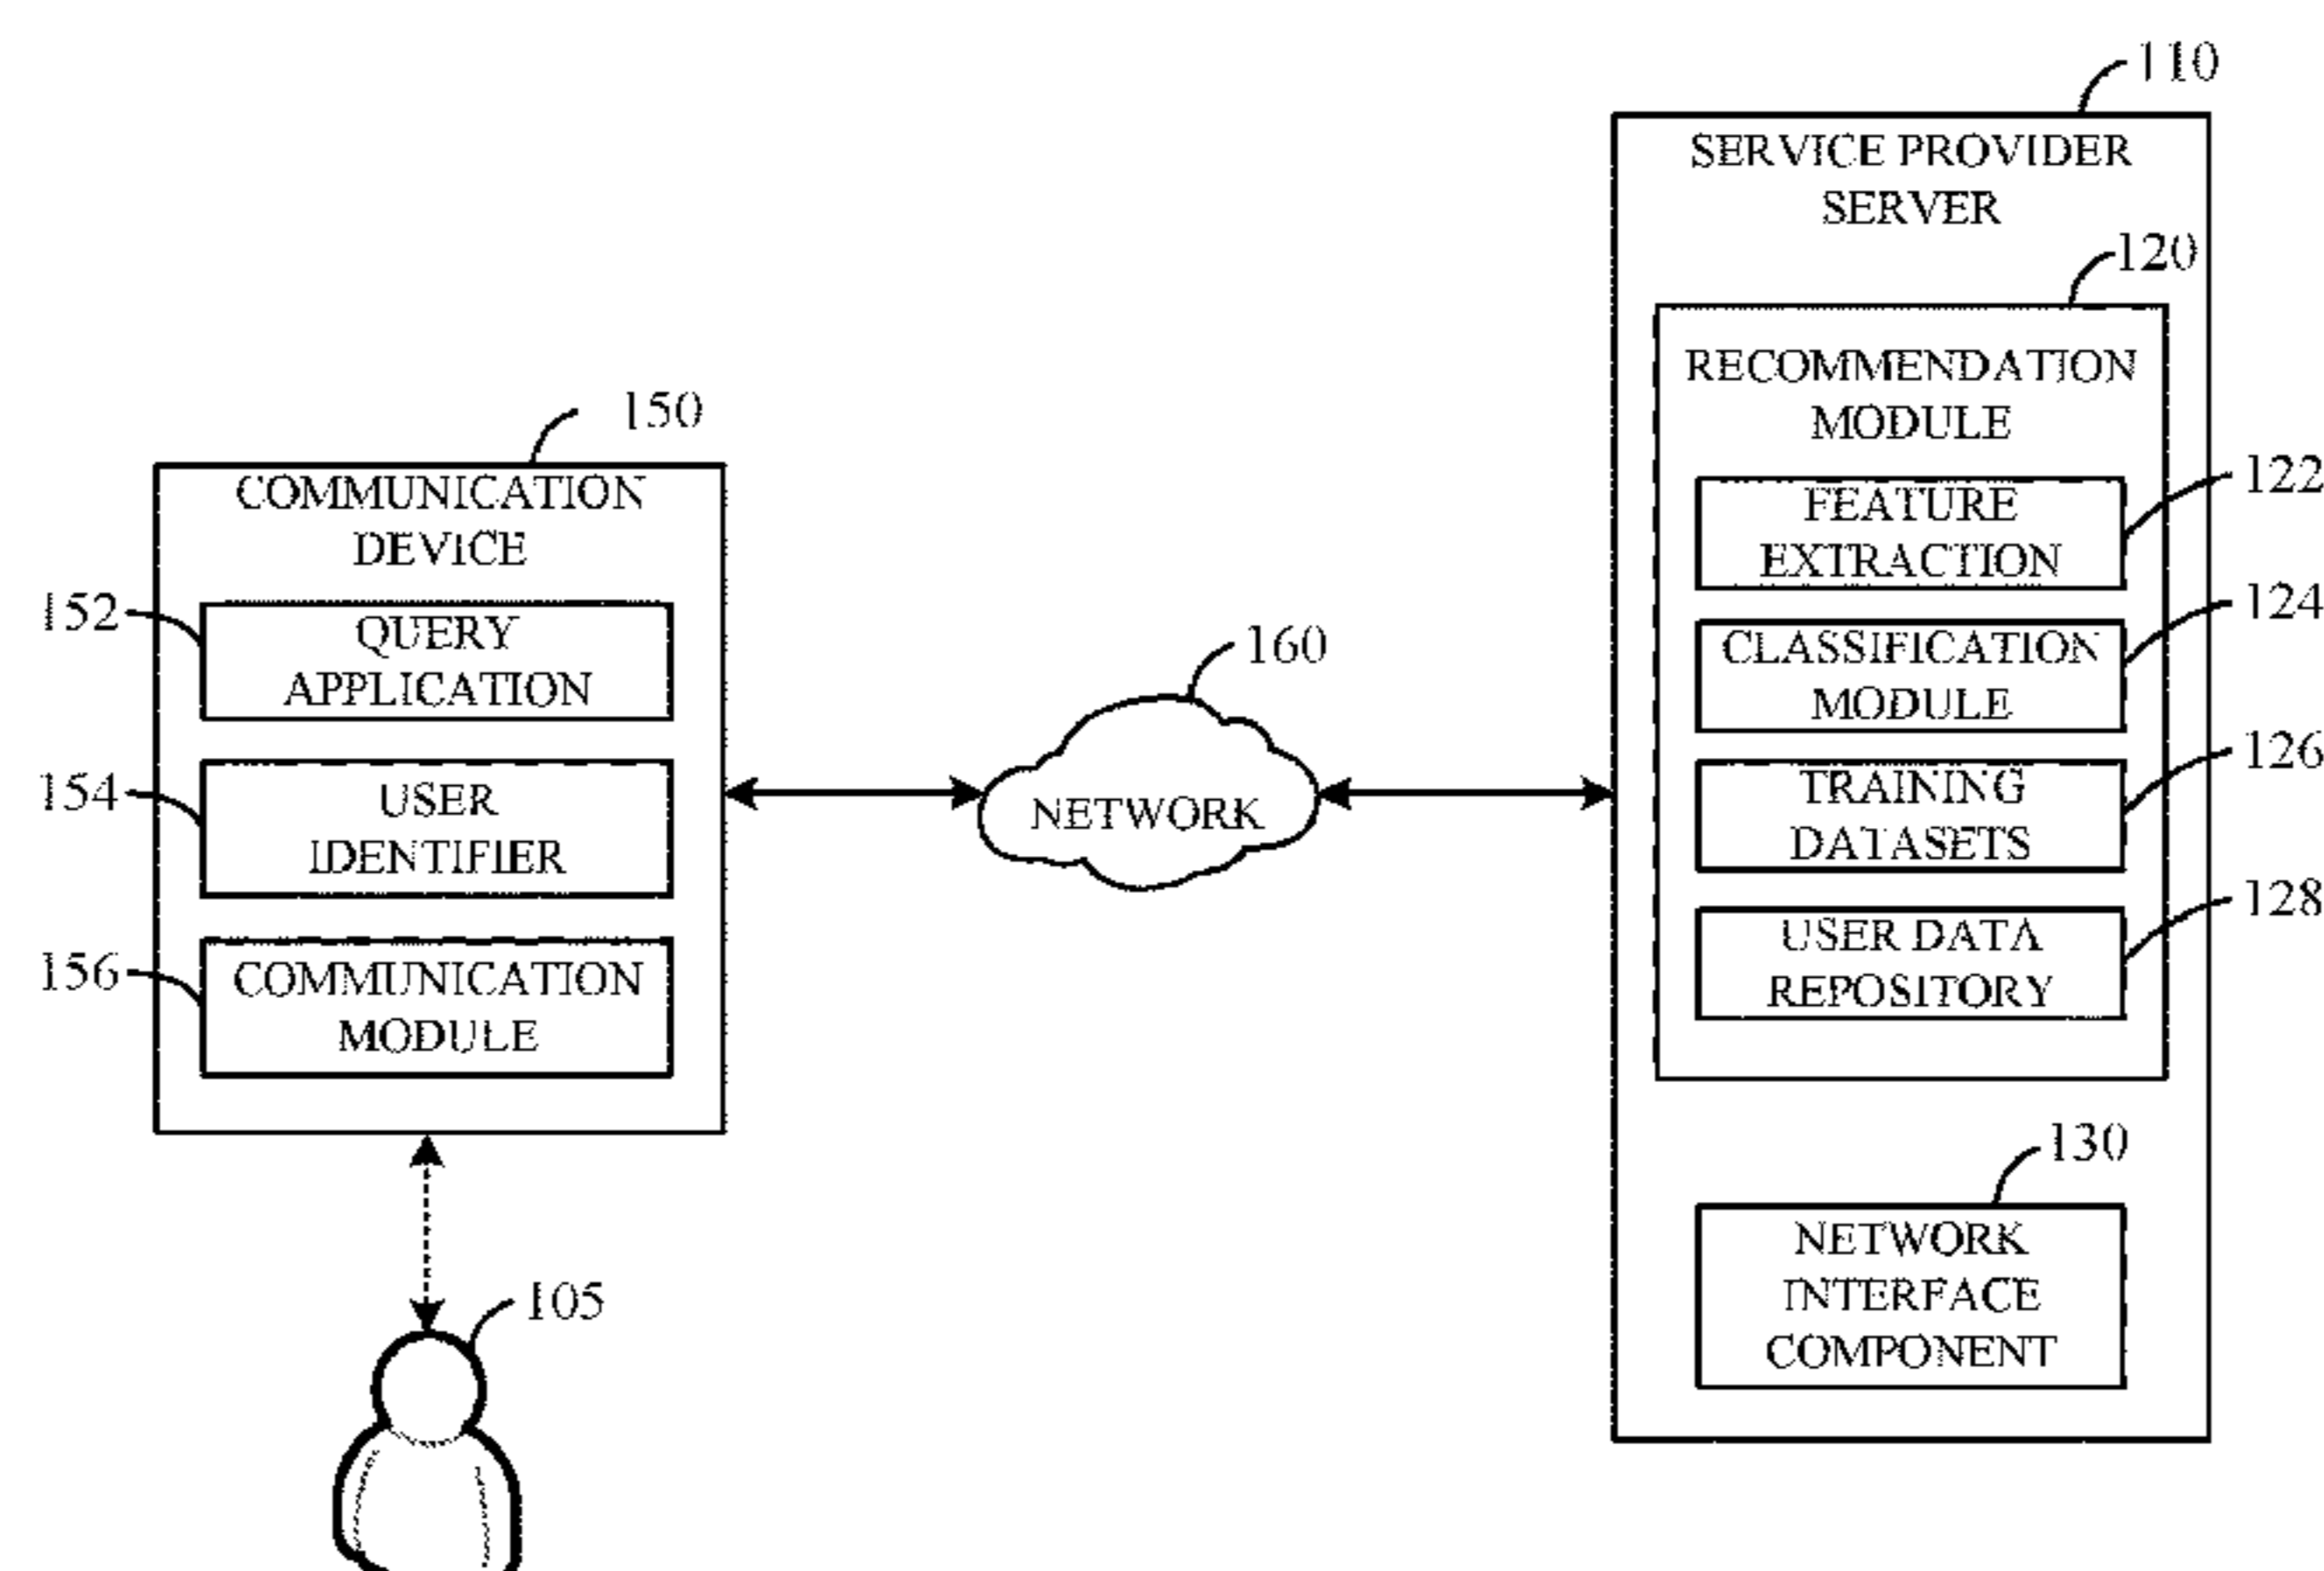 110
SERVICE PROVIDER
SERVER
120
RECOMMENDATION
MODULE
122
FEATURE
EXTRACTION
124
CLASSIFICATION
MODULE
126
TRAINING
DATASETS
128
USER DATA
REPOSITORY
130
NETWORK
INTERFACE
COMPONENT
150
COMMUNICATION
DEVICE
152
QUERY
APPLICATION
154
USER
IDENTIFIER
156
COMMUNICATION
MODULE
160
NETWORK
105